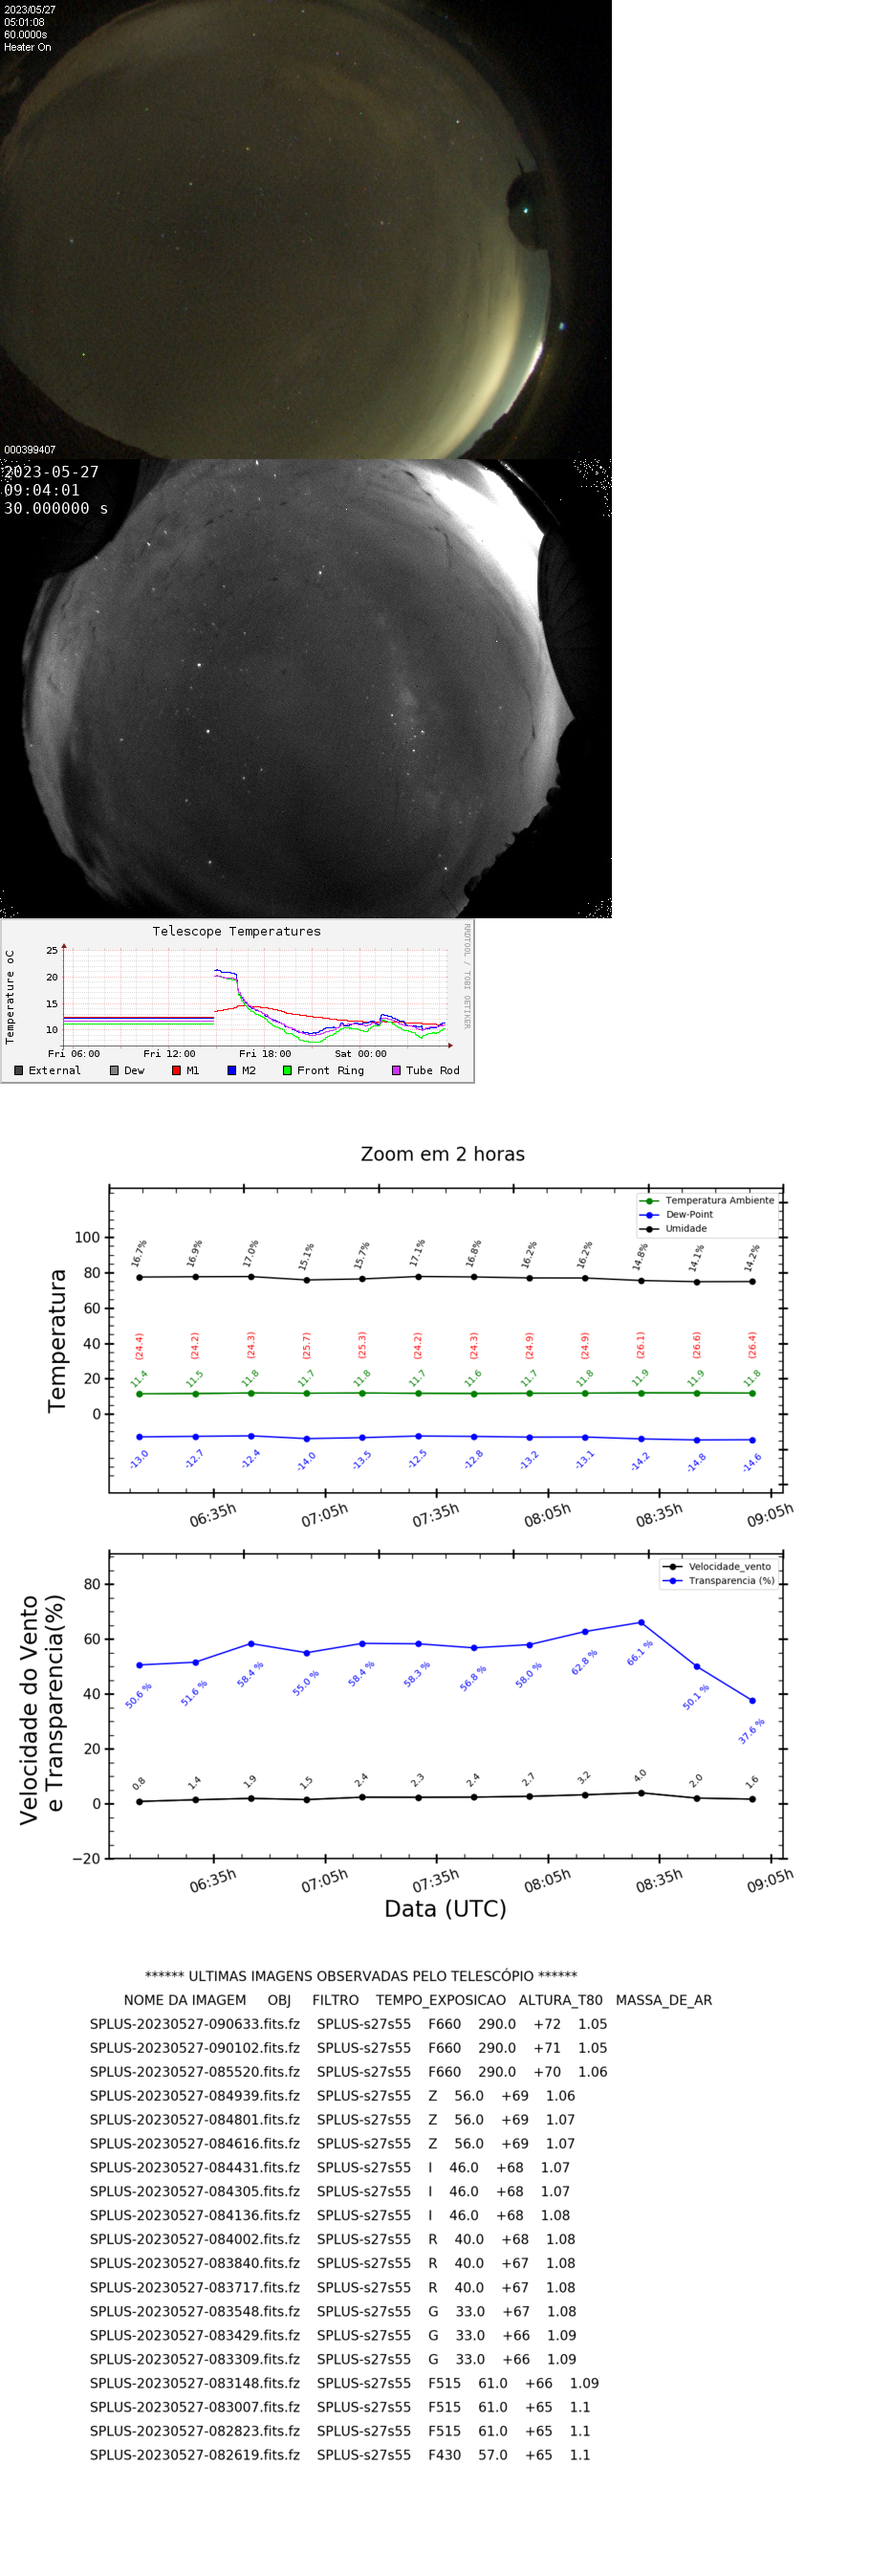 2023/05/27
05:01:08
60.0000s
Heater On
000399407
2023-05-27
09:04:01
30.000000 s
Telescope Temperatures
RRDTOOL / TOBI OETIKER
Temperature oC
25
20
15
10
Fri 06:00 Fri 12:00 Fri 18:00 Sat 00:00
External Dew M1 M2 Front Ring Tube Rod
Zoom em 2 horas
Temperatura Ambiente
Dew-Point
Umidade
Temperatura
100
80
60
40
20
0
16.7% 16.9% 17.0% 15.1% 15.7% 17.1% 16.8% 16.2% 16.2% 14.8% 14.1% 14.2%
(24.4) (24.2) (24.3) (25.7) (25.3) (24.2) (24.3) (24.9) (24.9) (26.1) (26.6) (26.4)
11.4 11.5 11.8 11.7 11.8 11.7 11.6 11.7 11.8 11.9 11.9 11.8
-13.0 -12.7 -12.4 -14.0 -13.5 -12.5 -12.8 -13.2 -13.1 -14.2 -14.8 -14.6
06:35h 07:05h 07:35h 08:05h 08:35h 09:05h
Velocidade_vento
Transparencia (%)
Velocidade do Vento
e Transparencia(%)
80
60
40
20
0
−20
50.6 % 51.6 % 58.4 % 55.0 % 58.4 % 58.3 % 56.8 % 58.0 % 62.8 % 66.1 % 50.1 % 37.6 %
0.8 1.4 1.9 1.5 2.4 2.3 2.4 2.7 3.2 4.0 2.0 1.6
06:35h 07:05h 07:35h 08:05h 08:35h 09:05h
Data (UTC)
****** ULTIMAS IMAGENS OBSERVADAS PELO TELESCÓPIO ******
NOME DA IMAGEM OBJ FILTRO TEMPO_EXPOSICAO ALTURA_T80 MASSA_DE_AR
SPLUS-20230527-090633.fits.fz SPLUS-s27s55 F660 290.0 +72 1.05
SPLUS-20230527-090102.fits.fz SPLUS-s27s55 F660 290.0 +71 1.05
SPLUS-20230527-085520.fits.fz SPLUS-s27s55 F660 290.0 +70 1.06
SPLUS-20230527-084939.fits.fz SPLUS-s27s55 Z 56.0 +69 1.06
SPLUS-20230527-084801.fits.fz SPLUS-s27s55 Z 56.0 +69 1.07
SPLUS-20230527-084616.fits.fz SPLUS-s27s55 Z 56.0 +69 1.07
SPLUS-20230527-084431.fits.fz SPLUS-s27s55 I 46.0 +68 1.07
SPLUS-20230527-084305.fits.fz SPLUS-s27s55 I 46.0 +68 1.07
SPLUS-20230527-084136.fits.fz SPLUS-s27s55 I 46.0 +68 1.08
SPLUS-20230527-084002.fits.fz SPLUS-s27s55 R 40.0 +68 1.08
SPLUS-20230527-083840.fits.fz SPLUS-s27s55 R 40.0 +67 1.08
SPLUS-20230527-083717.fits.fz SPLUS-s27s55 R 40.0 +67 1.08
SPLUS-20230527-083548.fits.fz SPLUS-s27s55 G 33.0 +67 1.08
SPLUS-20230527-083429.fits.fz SPLUS-s27s55 G 33.0 +66 1.09
SPLUS-20230527-083309.fits.fz SPLUS-s27s55 G 33.0 +66 1.09
SPLUS-20230527-083148.fits.fz SPLUS-s27s55 F515 61.0 +66 1.09
SPLUS-20230527-083007.fits.fz SPLUS-s27s55 F515 61.0 +65 1.1
SPLUS-20230527-082823.fits.fz SPLUS-s27s55 F515 61.0 +65 1.1
SPLUS-20230527-082619.fits.fz SPLUS-s27s55 F430 57.0 +65 1.1